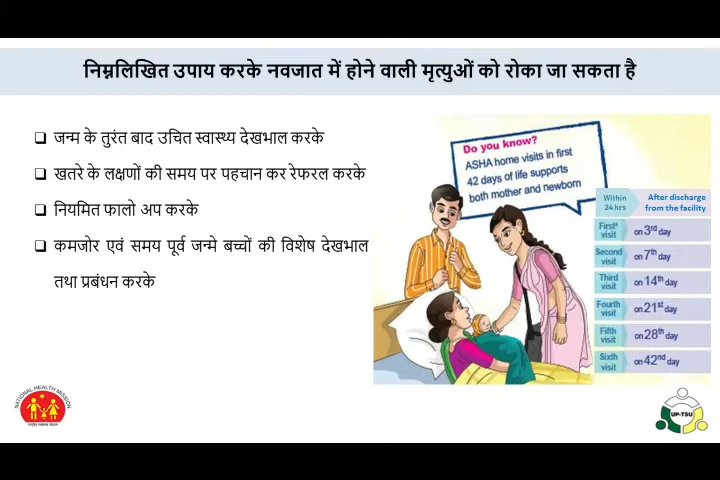 निम्नलिखित उपाय करके नवजात में होने वाली मृत्युओं को रोका जा सकता है
जन्म के तुरंत बाद उचित स्वास्थ्य देखभाल करके
खतरे के लक्षणों की समय पर पहचान कर रेफरल करके
नियमित फालो अप करके
कमजोर एवं समय पूर्व जन्मे बच्चों की विशेष देखभाल
तथा प्रबंधन करके
Do you know?
ASHA home visits in first
42 days of life supports
both mother and newborn
Within 24 hrs After discharge from the facility
First* visit on 3rd day
Second visit on 7th day
Third visit on 14th day
Fourth visit on 21st day
Fifth visit on 28th day
Sixth visit on 42nd day
NATIONAL HEALTH MISSION
राष्ट्रीय स्वास्थ्य मिशन
UP-TSU